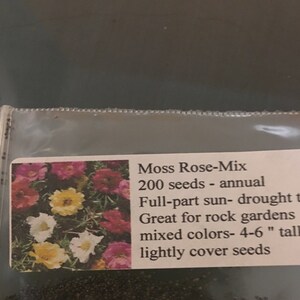 Moss Rose-Mix
200 seeds - annual
Full-part sun- drought t
Great for rock gardens
mixed colors- 4-6 " tall
lightly cover seeds